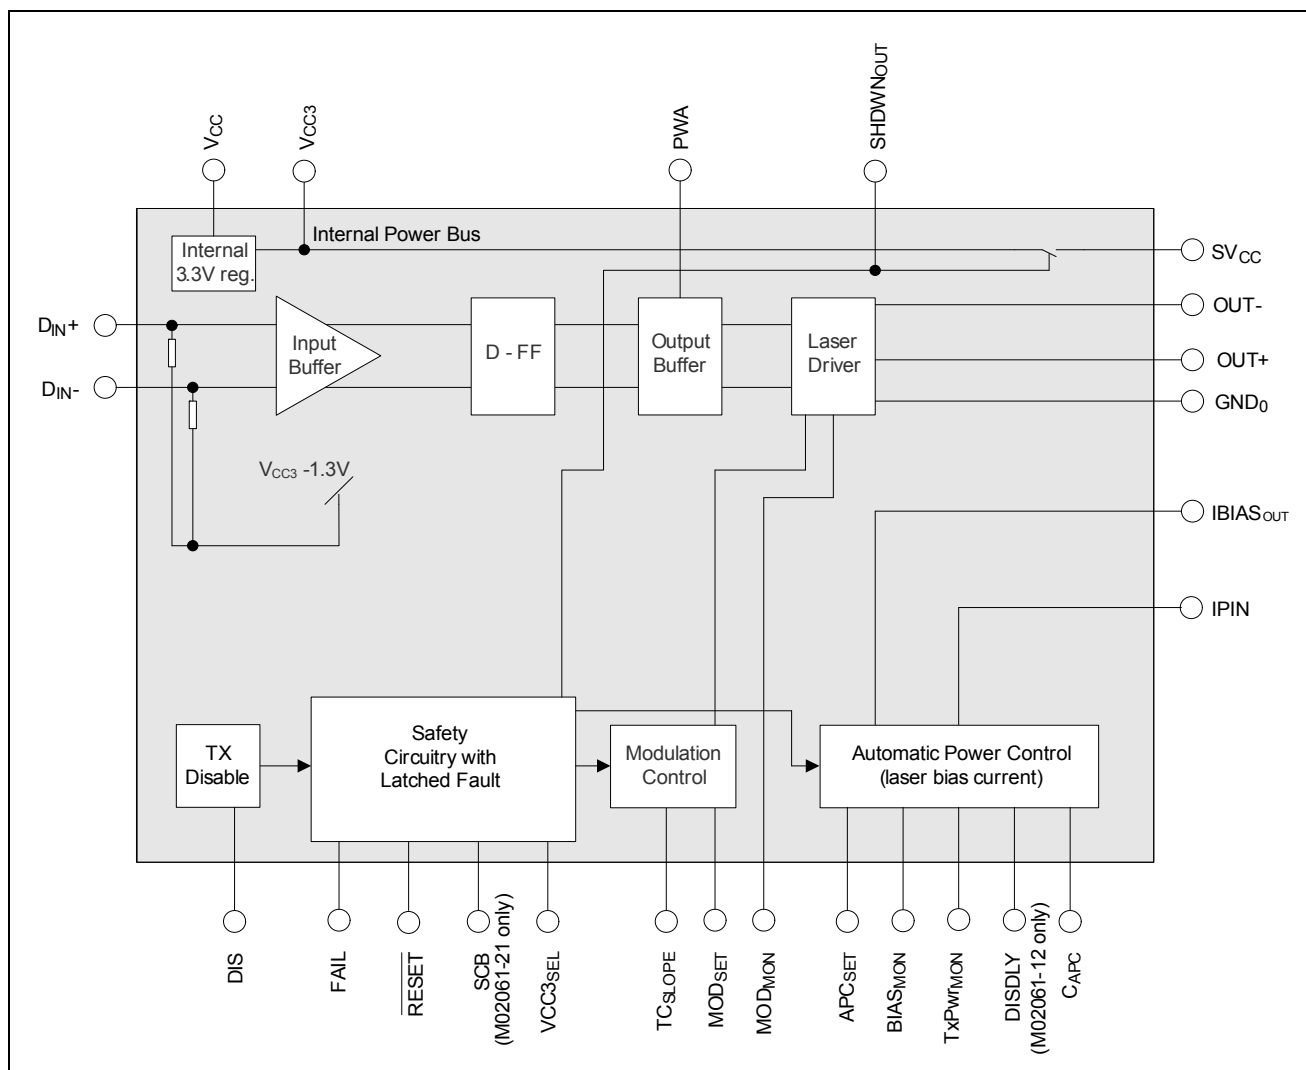 VCC
VCC3
PWA
SHDWNOUT
Internal Power Bus
Internal
3.3V reg.
SVCC
DIN+
OUT-
Input
Buffer
D - FF
Output
Buffer
Laser
Driver
OUT+
DIN-
GND0
VCC3 -1.3V
IBIASOUT
IPIN
TX
Disable
Safety
Circuitry with
Latched Fault
Modulation
Control
Automatic Power Control
(laser bias current)
DIS
FAIL
RESET
SCB
(M02061-21 only)
VCC3SEL
TCSLOPE
MODSET
MODMON
APCSET
BIASMON
TxPwrMON
DISDLY
(M02061-12 only)
CAPC